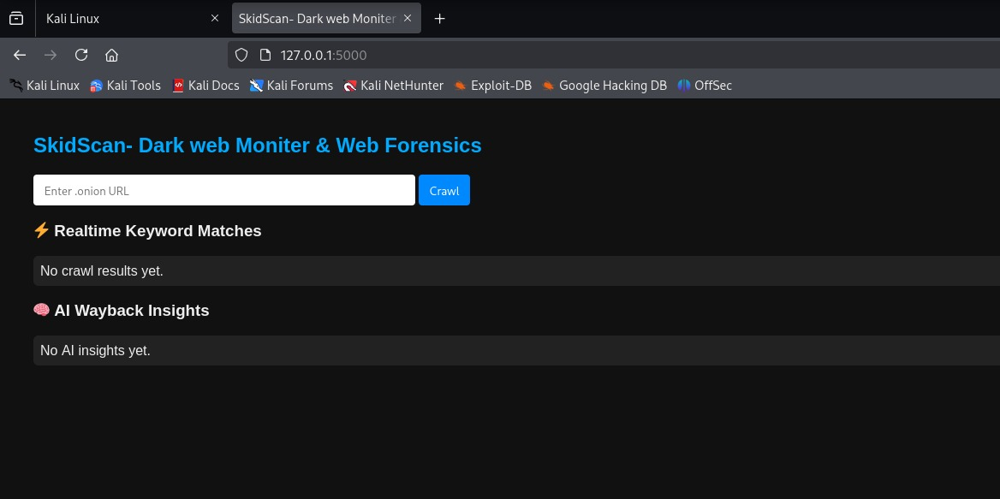 Kali Linux
SkidScan- Dark web Moniter
127.0.0.1:5000
Kali Linux Kali Tools Kali Docs Kali Forums Kali NetHunter Exploit-DB Google Hacking DB OffSec
SkidScan- Dark web Moniter & Web Forensics
Enter .onion URL Crawl
⚡ Realtime Keyword Matches
No crawl results yet.
🧠 AI Wayback Insights
No AI insights yet.